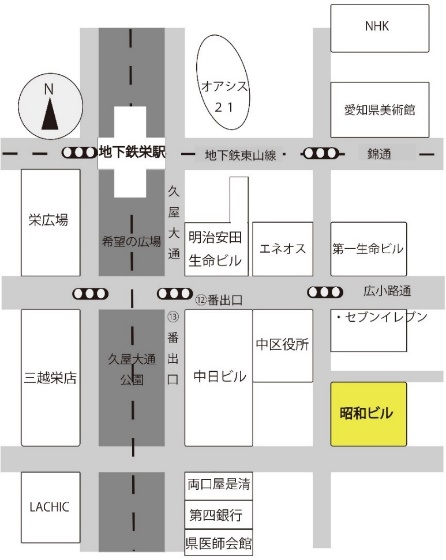 NHK
オアシス
２１
N
愛知県美術館
地下鉄栄駅
地下鉄東山線
錦通
栄広場
久屋大通
希望の広場
明治安田
生命ビル
エネオス
第一生命ビル
広小路通
⑫番出口
・セブンイレブン
⑬番出口
中区役所
三越栄店
久屋大通
公園
中日ビル
昭和ビル
LACHIC
両口屋是清
第四銀行
県医師会館